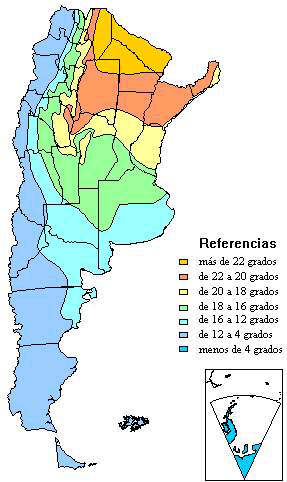 Referencias
más de 22 grados
de 22 a 20 grados
de 20 a 18 grados
de 18 a 16 grados
de 16 a 12 grados
de 12 a 4 grados
menos de 4 grados